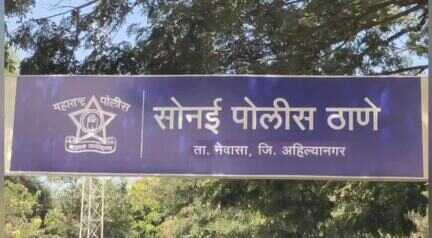 महाराष्ट्र पोलीस
सोनई पोलीस ठाणे
ता. नेवासा, जि. अहिल्यानगर